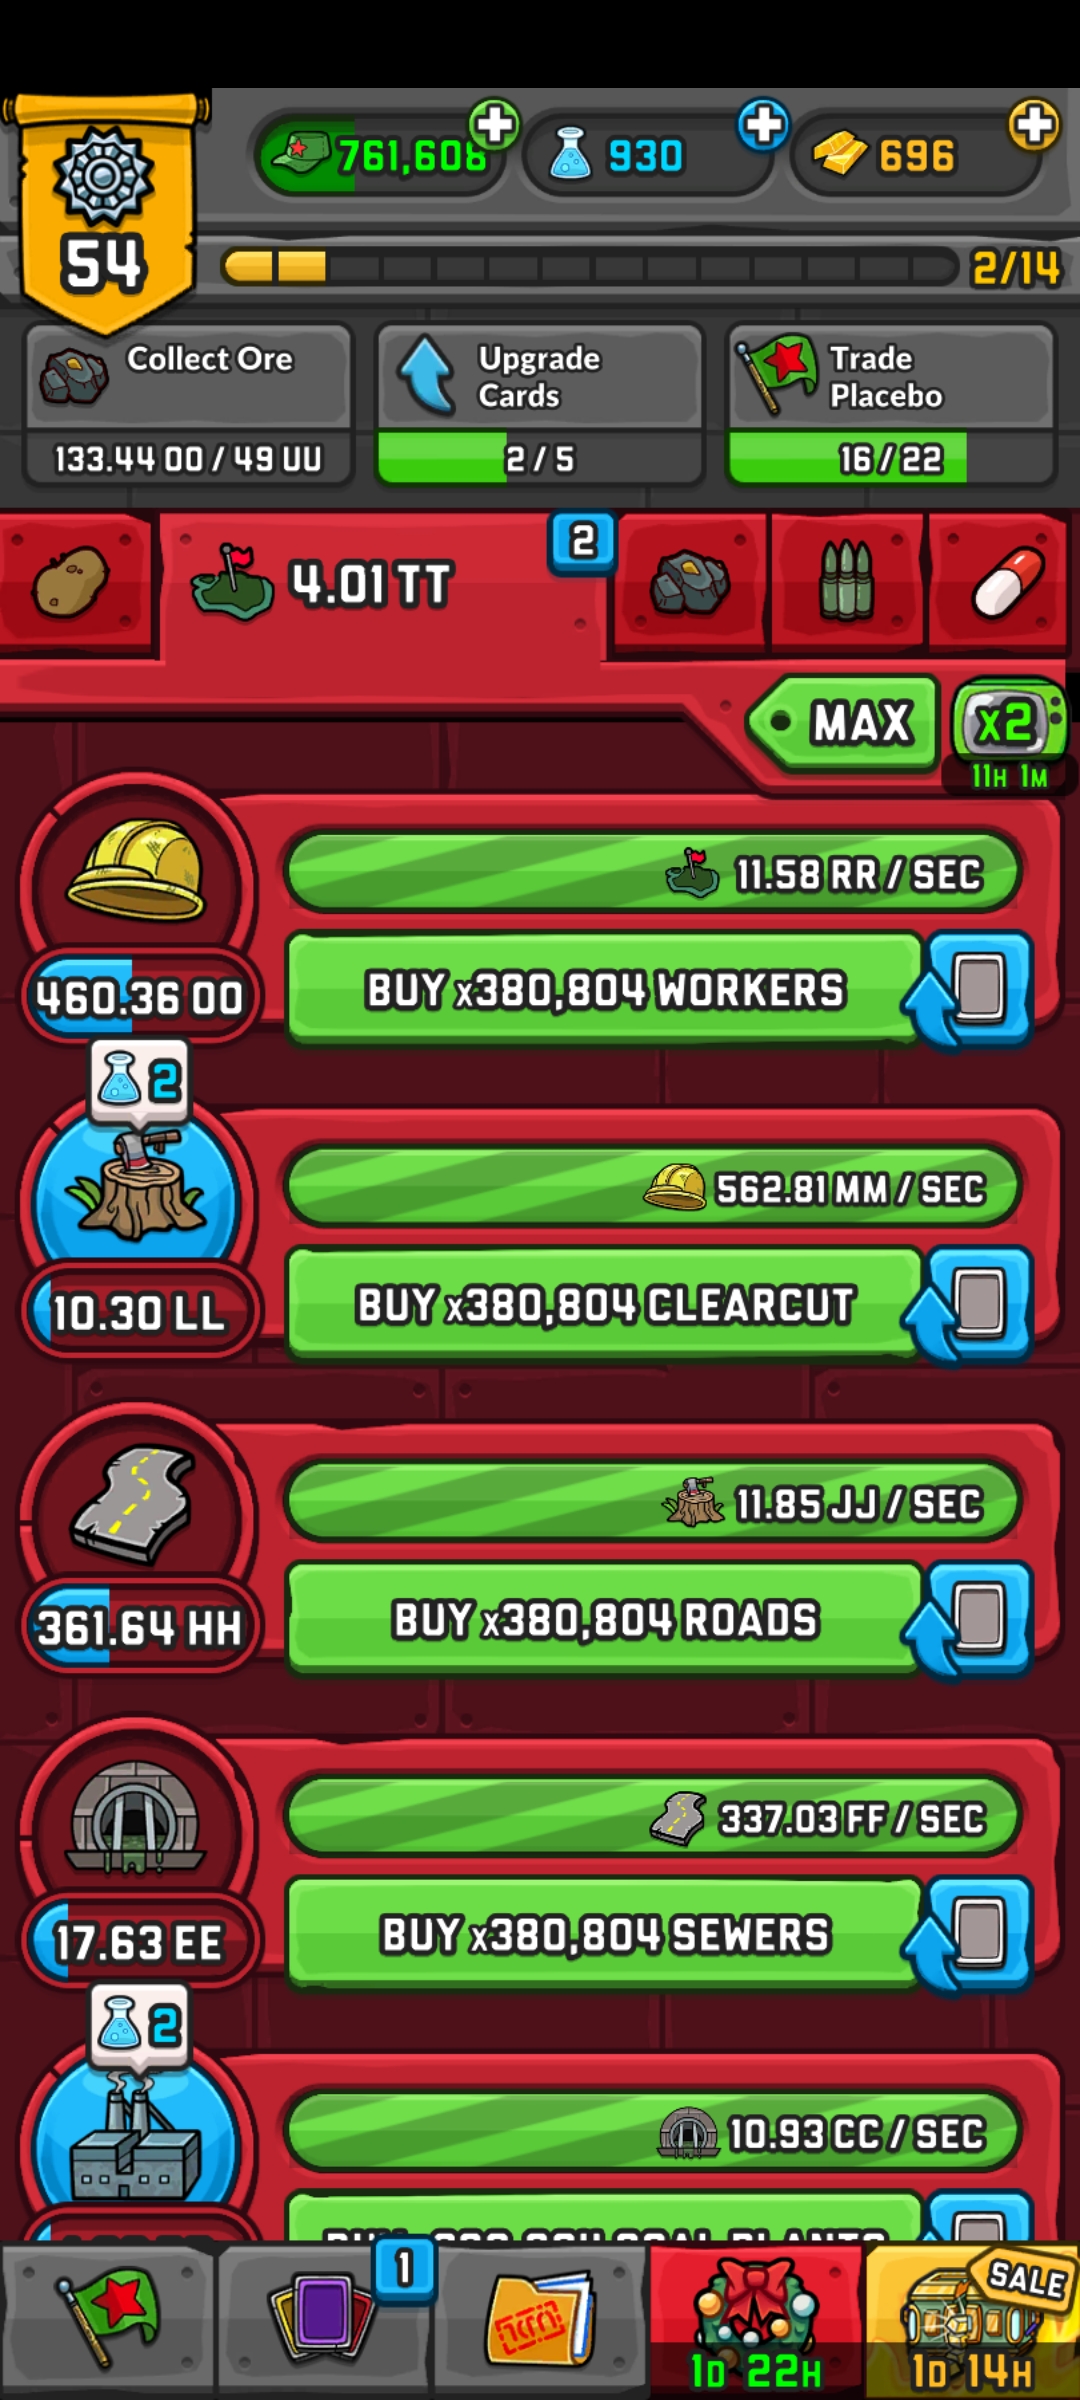 761,608
930
696
54
2/14
Collect Ore
Upgrade
Cards
Trade
Placebo
133.44 OO / 49 UU
2 / 5
16 / 22
4.01 TT
2
MAX
x2
11H 1M
11.58 RR / SEC
460.36 OO
BUY x380,804 WORKERS
2
562.81 MM / SEC
10.30 LL
BUY x380,804 CLEARCUT
11.85 JJ / SEC
361.64 HH
BUY x380,804 ROADS
337.03 FF / SEC
17.63 EE
BUY x380,804 SEWERS
2
10.93 CC / SEC
1
SALE
1D 22H
1D 14H